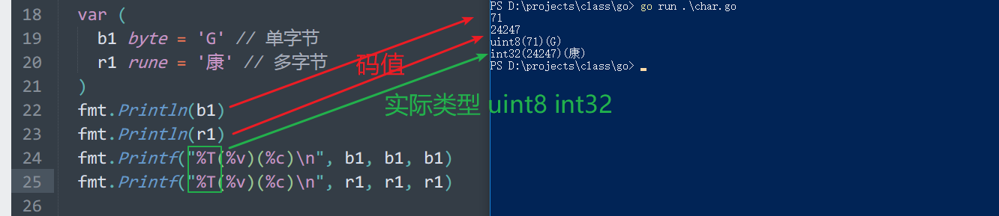 18 var (
19 b1 byte = 'G' // 单字节
20 r1 rune = '康' // 多字节
21 )
22 fmt.Println(b1)
23 fmt.Println(r1)
24 fmt.Printf("%T(%v)(%c)\n", b1, b1, b1)
25 fmt.Printf("%T(%v)(%c)\n", r1, r1, r1)
26
码值
实际类型 uint8 int32
PS D:\projects\class\go> go run .\char.go
71
24247
uint8(71)(G)
int32(24247)(康)
PS D:\projects\class\go>